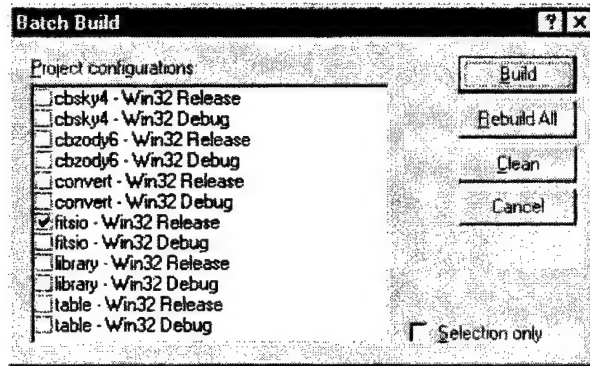 Batch Build
Project configurations:
cbsky4 - Win32 Release
cbsky4 - Win32 Debug
cbzody6 - Win32 Release
cbzody6 - Win32 Debug
convert - Win32 Release
convert - Win32 Debug
fitsio - Win32 Release
fitsio - Win32 Debug
library - Win32 Release
library - Win32 Debug
table - Win32 Release
table - Win32 Debug
Build
Rebuild All
Clean
Cancel
Selection only